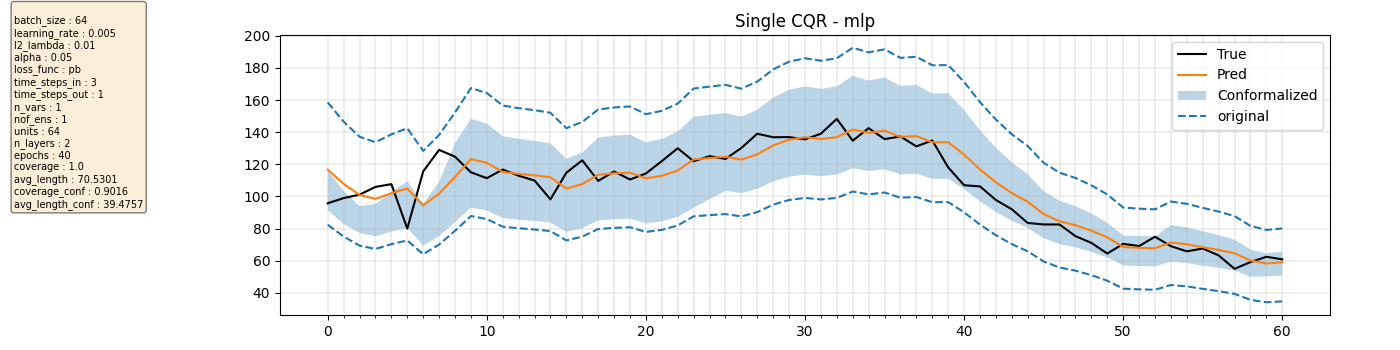 batch_size : 64
learning_rate : 0.005
l2_lambda : 0.01
alpha : 0.05
loss_func : pb
time_steps_in : 3
time_steps_out : 1
n_vars : 1
nof_ens : 1
units : 64
n_layers : 2
epochs : 40
coverage : 1.0
avg_length : 70.5301
coverage_conf : 0.9016
avg_length_conf : 39.4757
Single CQR - mlp
200
180
160
140
120
100
80
60
40
True
Pred
Conformalized
original
0 10 20 30 40 50 60